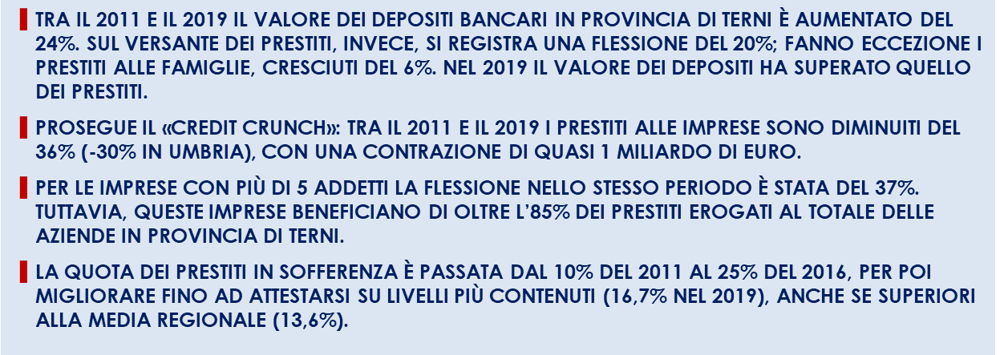 TRA IL 2011 E IL 2019 IL VALORE DEI DEPOSITI BANCARI IN PROVINCIA DI TERNI È AUMENTATO DEL
24%. SUL VERSANTE DEI PRESTITI, INVECE, SI REGISTRA UNA FLESSIONE DEL 20%; FANNO ECCEZIONE I
PRESTITI ALLE FAMIGLIE, CRESCIUTI DEL 6%. NEL 2019 IL VALORE DEI DEPOSITI HA SUPERATO QUELLO
DEI PRESTITI.
PROSEGUE IL «CREDIT CRUNCH»: TRA IL 2011 E IL 2019 I PRESTITI ALLE IMPRESE SONO DIMINUITI DEL
36% (-30% IN UMBRIA), CON UNA CONTRAZIONE DI QUASI 1 MILIARDO DI EURO.
PER LE IMPRESE CON PIÙ DI 5 ADDETTI LA FLESSIONE NELLO STESSO PERIODO È STATA DEL 37%.
TUTTAVIA, QUESTE IMPRESE BENEFICIANO DI OLTRE L'85% DEI PRESTITI EROGATI AL TOTALE DELLE
AZIENDE IN PROVINCIA DI TERNI.
LA QUOTA DEI PRESTITI IN SOFFERENZA È PASSATA DAL 10% DEL 2011 AL 25% DEL 2016, PER POI
MIGLIORARE FINO AD ATTESTARSI SU LIVELLI PIÙ CONTENUTI (16,7% NEL 2019), ANCHE SE SUPERIORI
ALLA MEDIA REGIONALE (13,6%).